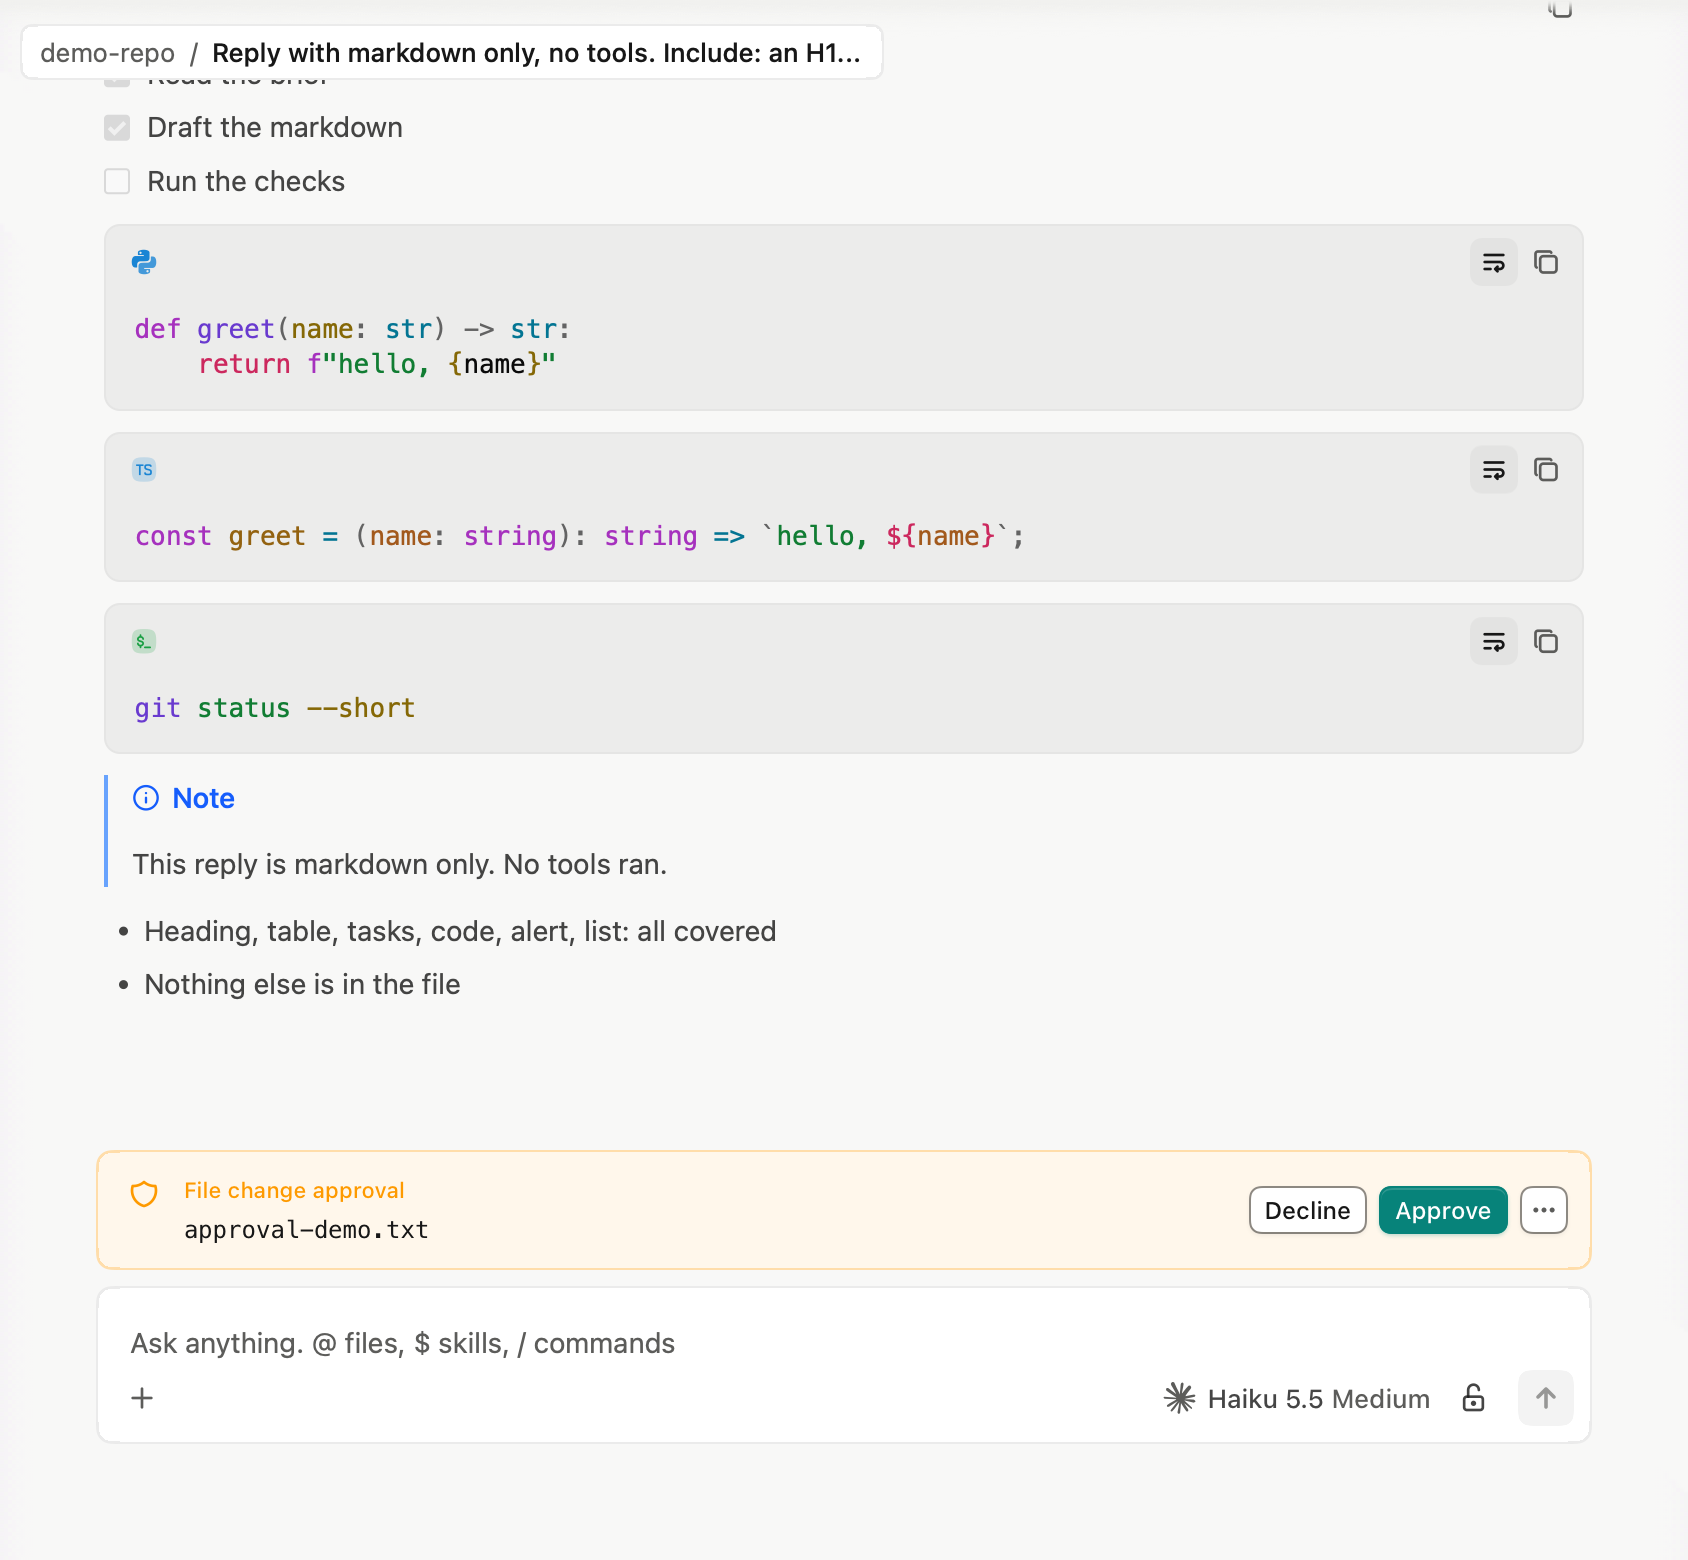 demo-repo / Reply with markdown only, no tools. Include: an H1...
Read the brief
Draft the markdown
Run the checks
def greet(name: str) -> str:
    return f"hello, {name}"
TS
const greet = (name: string): string => `hello, ${name}`;
$_
git status --short
Note
This reply is markdown only. No tools ran.
• Heading, table, tasks, code, alert, list: all covered
• Nothing else is in the file
File change approval
approval-demo.txt
Decline
Approve
Ask anything. @ files, $ skills, / commands
Haiku 5.5 Medium